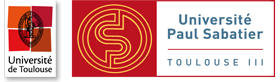 Université
de Toulouse
Université
Paul Sabatier
TOULOUSE III